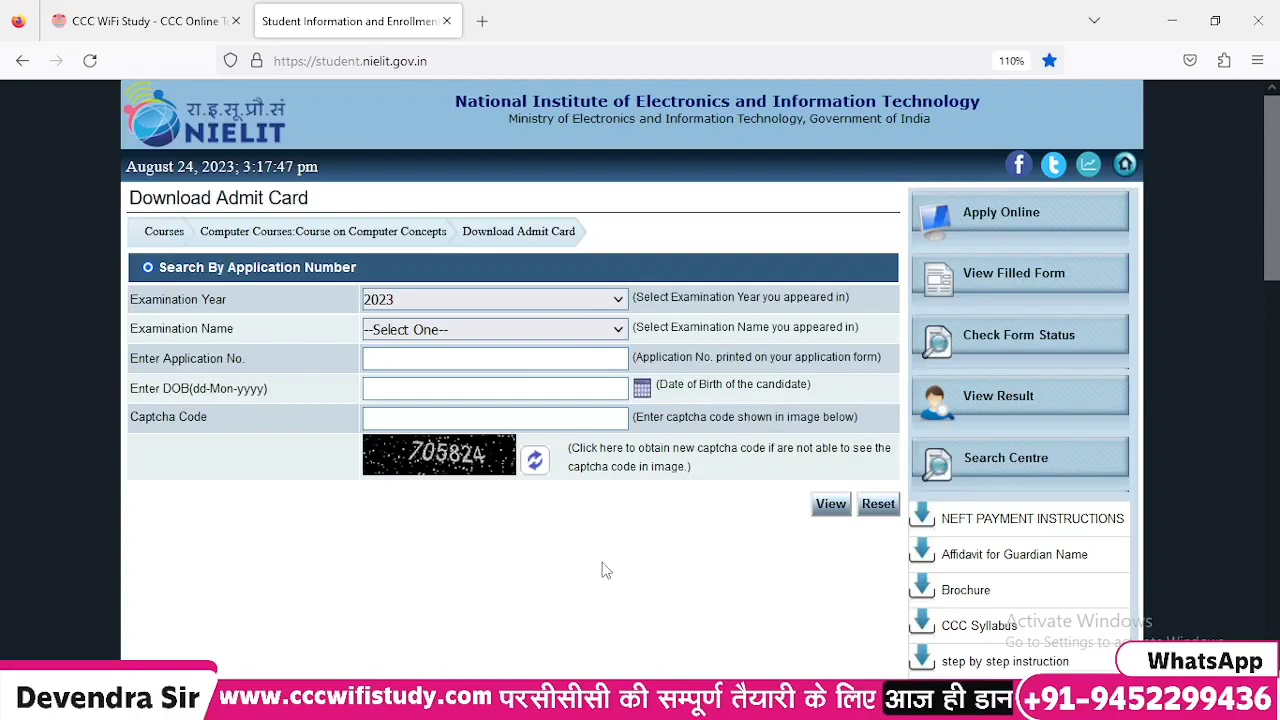 CCC WiFi Study - CCC Online T
Student Information and Enrollmen
https://student.nielit.gov.in
110%
रा.इ.सू.प्रौ.सं
NIELIT
National Institute of Electronics and Information Technology
Ministry of Electronics and Information Technology, Government of India
August 24, 2023; 3:17:47 pm
Download Admit Card
Courses
Computer Courses:Course on Computer Concepts
Download Admit Card
Search By Application Number
Examination Year
2023
(Select Examination Year you appeared in)
Examination Name
--Select One--
(Select Examination Name you appeared in)
Enter Application No.
(Application No. printed on your application form)
Enter DOB(dd-Mon-yyyy)
(Date of Birth of the candidate)
Captcha Code
(Enter captcha code shown in image below)
705824
(Click here to obtain new captcha code if are not able to see the
captcha code in image.)
View
Reset
Apply Online
View Filled Form
Check Form Status
View Result
Search Centre
NEFT PAYMENT INSTRUCTIONS
Affidavit for Guardian Name
Brochure
CCC Syllabus
step by step instruction
Activate Windows
Go to Settings to activate Windows.
WhatsApp
Devendra Sir
www.cccwifistudy.com परसीसीसी की सम्पूर्ण तैयारी के लिए आज ही डान
+91-9452299436